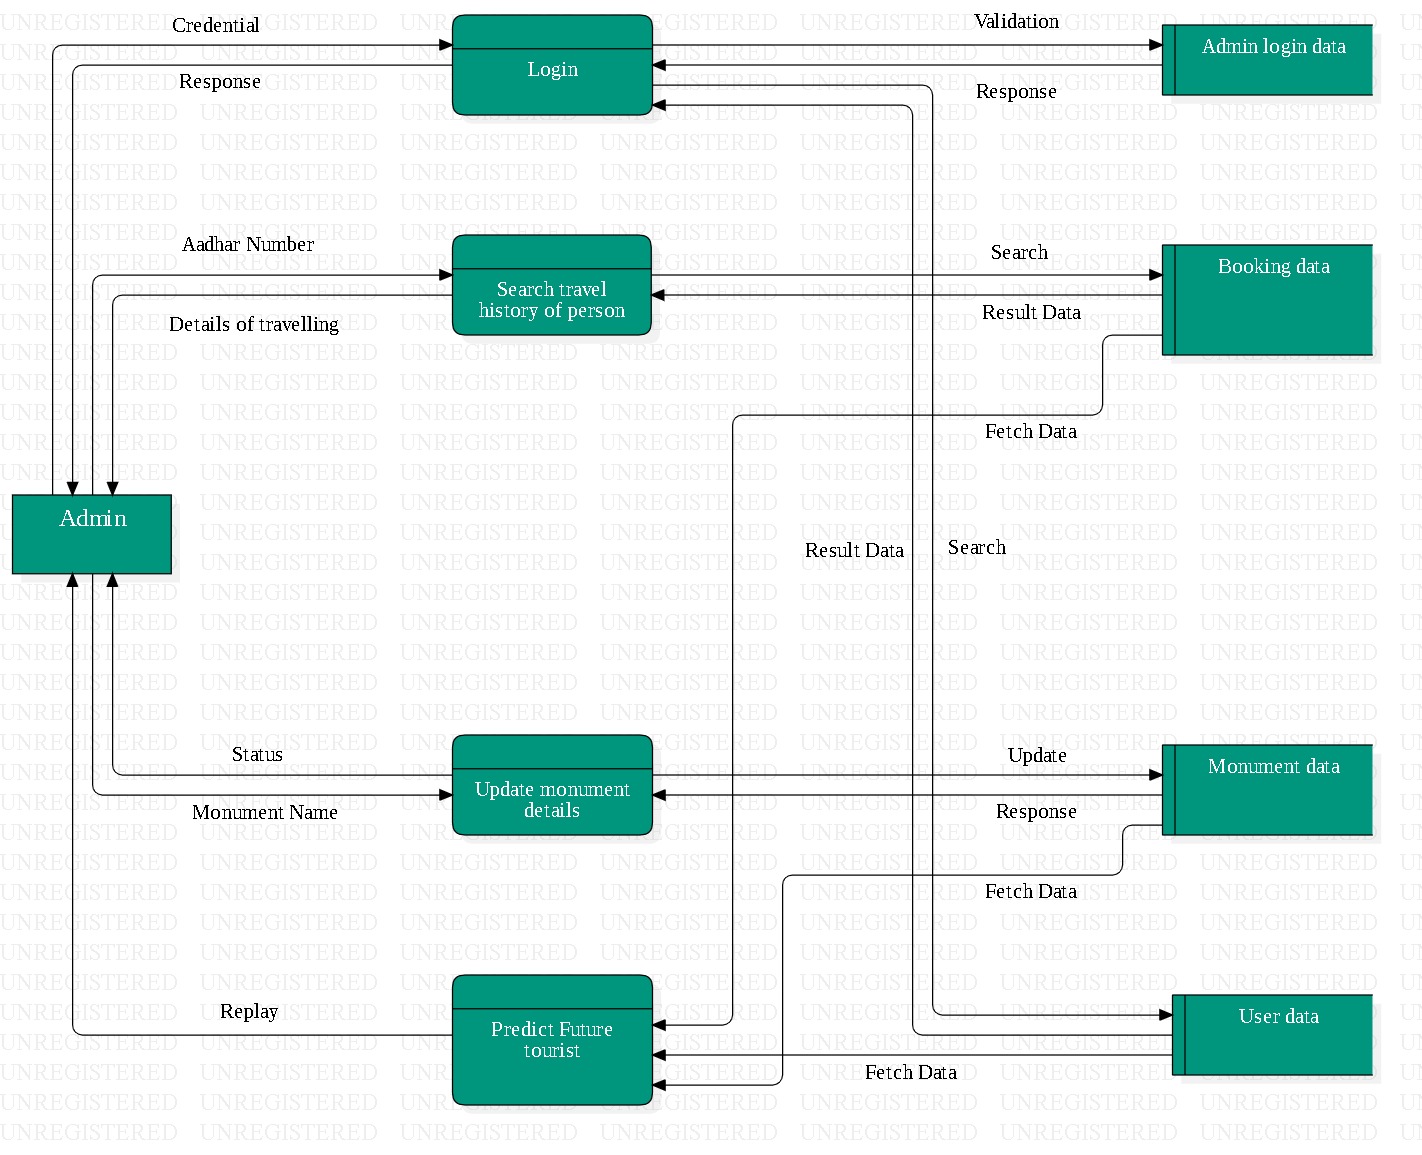 Credential
Validation
Login
Admin login data
Response
Response
Aadhar Number
Search
Search travel
history of person
Booking data
Details of travelling
Result Data
Fetch Data
Admin
Result Data
Search
Status
Update
Update monument
details
Monument data
Monument Name
Response
Fetch Data
Replay
Predict Future
tourist
User data
Fetch Data
UNREGISTERED